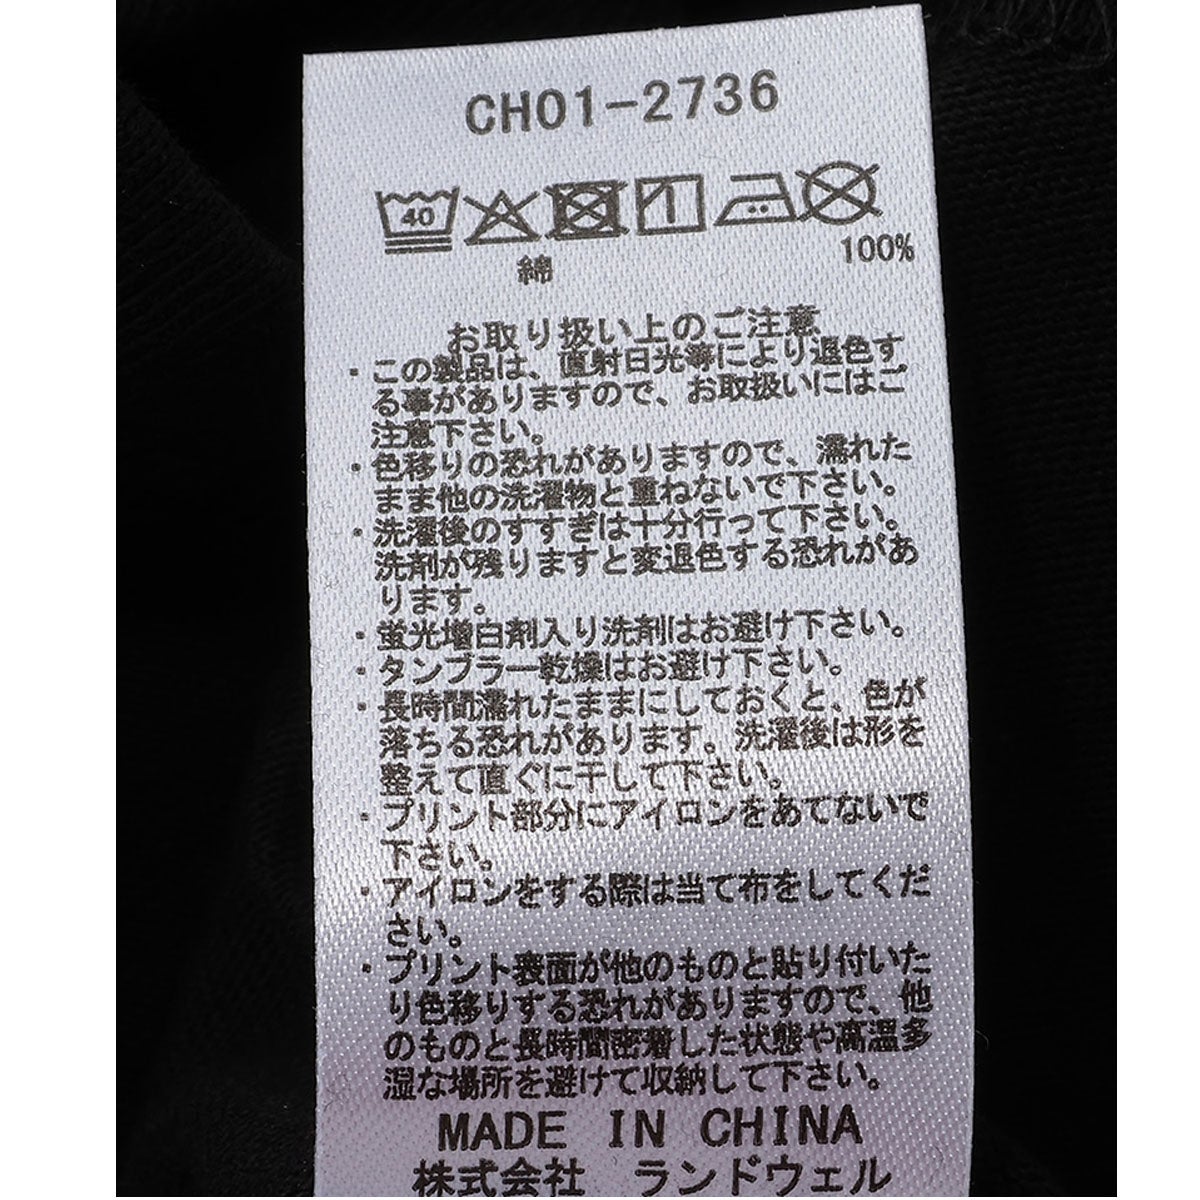 CH01-2736
40
綿
100%
お取り扱い上のご注意
・この製品は、直射日光等により退色す
る事がありますので、お取扱いにはご
注意下さい。
・色移りの恐れがありますので、濡れた
まま他の洗濯物と重ねないで下さい。
・洗濯後のすすぎは十分行って下さい。
洗剤が残りますと変退色する恐れがあ
ります。
・蛍光増白剤入り洗剤はお避け下さい。
・タンブラー乾燥はお避け下さい。
・長時間濡れたままにしておくと、色が
落ちる恐れがあります。洗濯後は形を
整えて直ぐに干して下さい。
・プリント部分にアイロンをあてないで
下さい。
・アイロンをする際は当て布をしてくだ
さい。
・プリント表面が他のものと貼り付いた
り色移りする恐れがありますので、他
のものと長時間密着した状態や高温多
湿な場所を避けて収納して下さい。
MADE IN CHINA
株式会社 ランドウェル